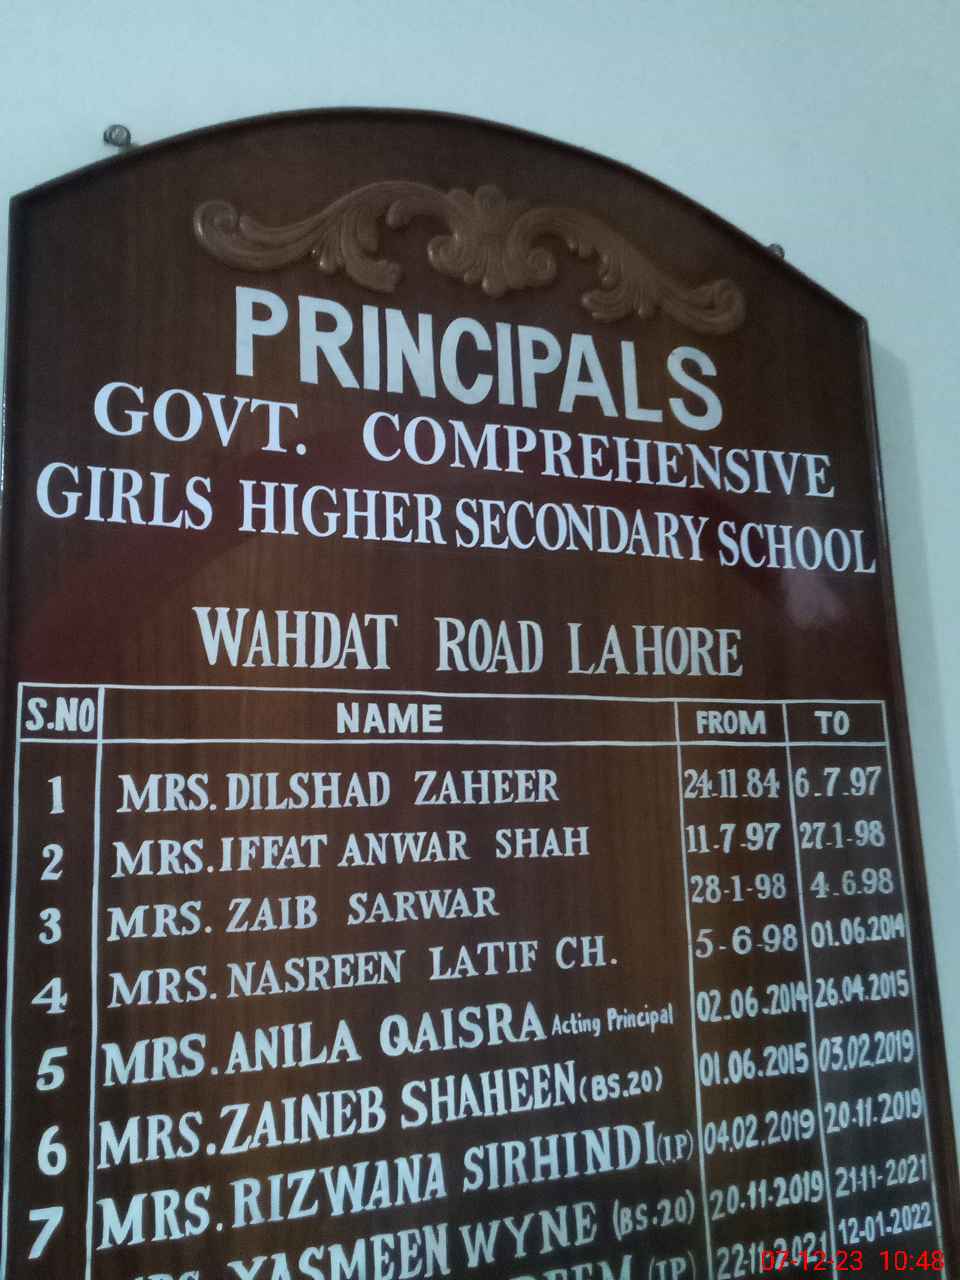 PRINCIPALS
GOVT. COMPREHENSIVE
GIRLS HIGHER SECONDARY SCHOOL
WAHDAT ROAD LAHORE
S.NO NAME FROM TO
1 MRS. DILSHAD ZAHEER 24.11.84 6.7.97
2 MRS. IFFAT ANWAR SHAH 11-7-97 27-1-98
3 MRS. ZAIB SARWAR 28-1-98 4.6.98
4 MRS. NASREEN LATIF CH. 5-6-98 01.06.2014
5 MRS. ANILA QAISRA Acting Principal 02.06.2014 26.04.2015
6 MRS. ZAINEB SHAHEEN (BS.20) 01.06.2015 03.02.2019
7 MRS. RIZWANA SIRHINDI (I.P) 04.02.2019 20.11.2019
MRS. YASMEEN WYNE (BS.20) 20.11.2019 21-11-2021
(I.P) 22.11.2021 12-01-2022
07-12-23 10:48